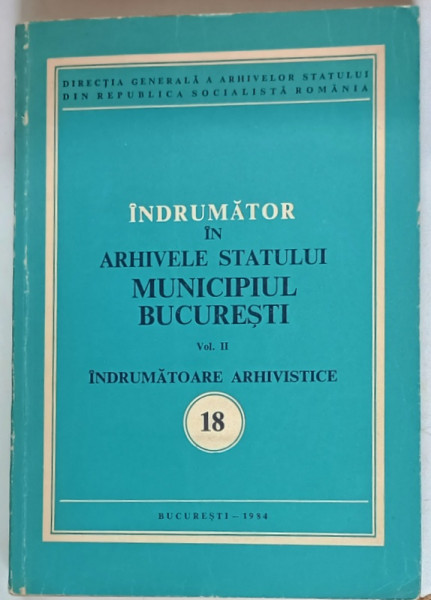 DIRECȚIA GENERALĂ A ARHIVELOR STATULUI
DIN REPUBLICA SOCIALISTĂ ROMÂNIA
ÎNDRUMĂTOR
ÎN
ARHIVELE STATULUI
MUNICIPIUL
BUCUREȘTI
Vol. II
ÎNDRUMĂTOARE ARHIVISTICE
18
BUCUREȘTI — 1984